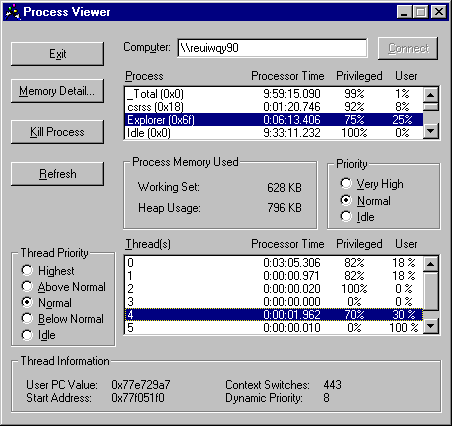 Process Viewer
Exit
Computer: \\reuiwqy90
Connect
Memory Detail...
Kill Process
Refresh
Process Processor Time Privileged User
_Total (0x0) 9:59:15.090 99% 1%
csrss (0x18) 0:01:20.746 92% 8%
Explorer (0x6f) 0:06:13.406 75% 25%
Idle (0x0) 9:33:11.232 100% 0%
Process Memory Used
Working Set: 628 KB
Heap Usage: 796 KB
Priority
Very High
Normal
Idle
Thread Priority
Highest
Above Normal
Normal
Below Normal
Idle
Thread(s) Processor Time Privileged User
0 0:03:05.306 82% 18 %
1 0:00:00.971 82% 18 %
2 0:00:00.020 100% 0 %
3 0:00:00.000 0% 0 %
4 0:00:01.962 70% 30 %
5 0:00:00.010 0% 100 %
Thread Information
User PC Value: 0x77e729a7 Context Switches: 443
Start Address: 0x77f051f0 Dynamic Priority: 8